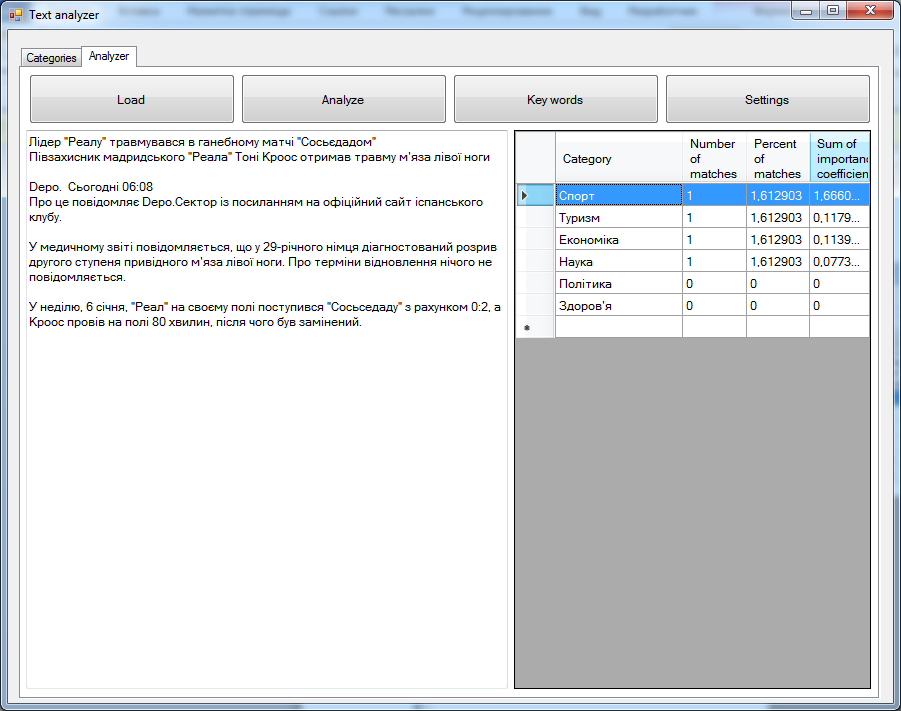 Text analyzer
Categories
Analyzer
Load
Analyze
Key words
Settings
Лідер "Реалу" травмувався в ганебному матчі "Сосьєдадом"
Півзахисник мадридського "Реала" Тоні Кроос отримав травму м'яза лівої ноги
Depo. Сьогодні 06:08
Про це повідомляє Depo.Сектор із посиланням на офіційний сайт іспанського
клубу.
У медичному звіті повідомляється, що у 29-річного німця діагностований розрив
другого ступеня привідного м'яза лівої ноги. Про терміни відновлення нічого не
повідомляється.
У неділю, 6 січня, "Реал" на своєму полі поступився "Сосьєдаду" з рахунком 0:2, а
Кроос провів на полі 80 хвилин, після чого був замінений.
Category
Number
of
matches
Percent
of
matches
Sum of
importanc
coefficien
Спорт 1 1,612903 1,6660...
Туризм 1 1,612903 0,1179...
Економіка 1 1,612903 0,1139...
Наука 1 1,612903 0,0773...
Політика 0 0 0
Здоров'я 0 0 0